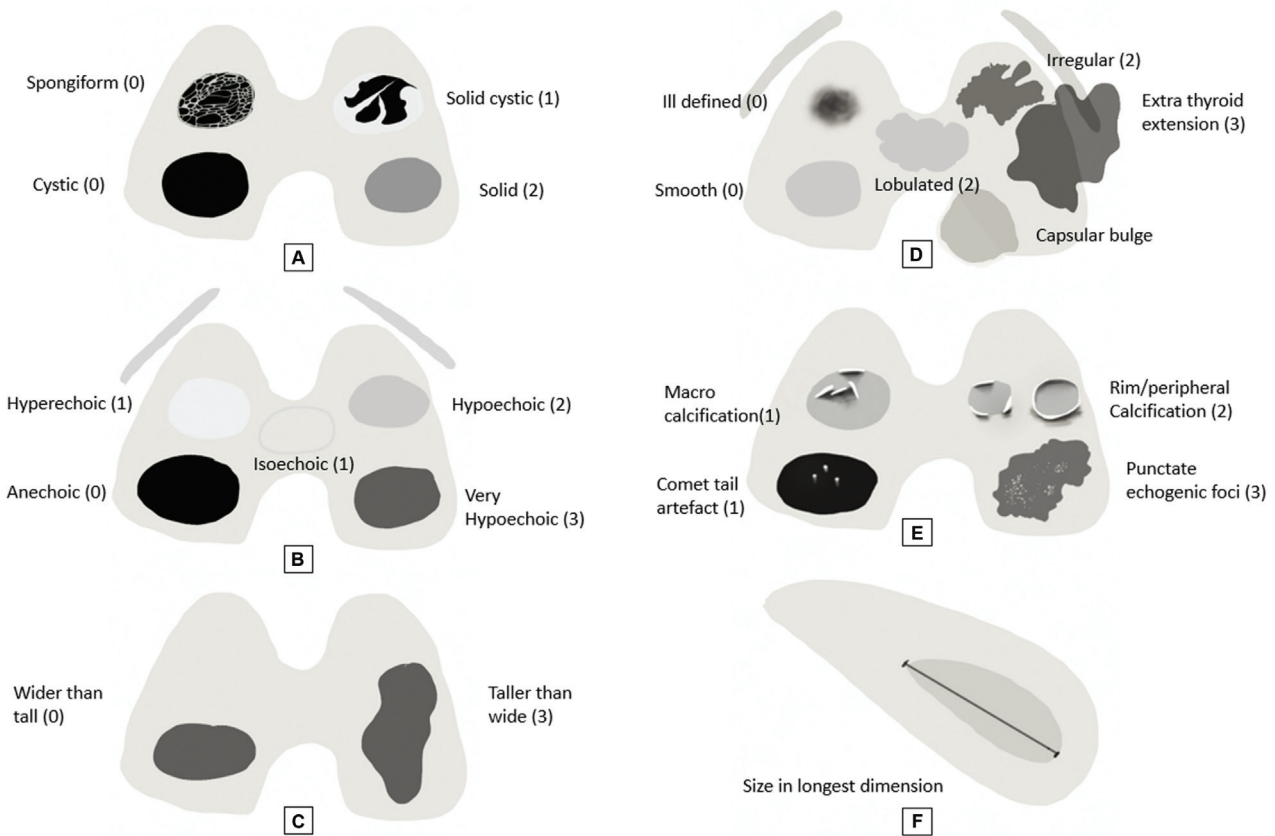 Spongiform (0)
Solid cystic (1)
Cystic (0)
Solid (2)
A
Hyperechoic (1)
Hypoechoic (2)
Isoechoic (1)
Anechoic (0)
Very
Hypoechoic (3)
B
Wider than
tall (0)
Taller than
wide (3)
C
Irregular (2)
Ill defined (0)
Extra thyroid
extension (3)
Smooth (0)
Lobulated (2)
Capsular bulge
D
Macro
calcification(1)
Rim/peripheral
Calcification (2)
Comet tail
artefact (1)
Punctate
echogenic foci (3)
E
Size in longest dimension
F